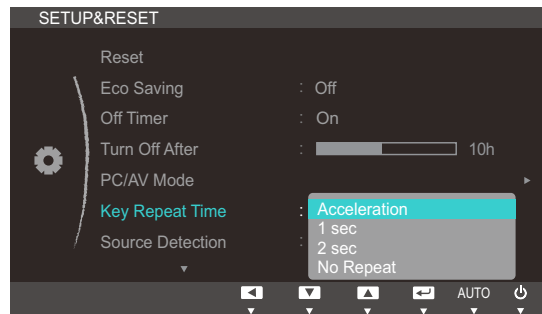 SETUP&RESET
Reset
Eco Saving : Off
Off Timer : On
Turn Off After : 10h
PC/AV Mode
Key Repeat Time : Acceleration
1 sec
Source Detection : 2 sec
No Repeat
AUTO